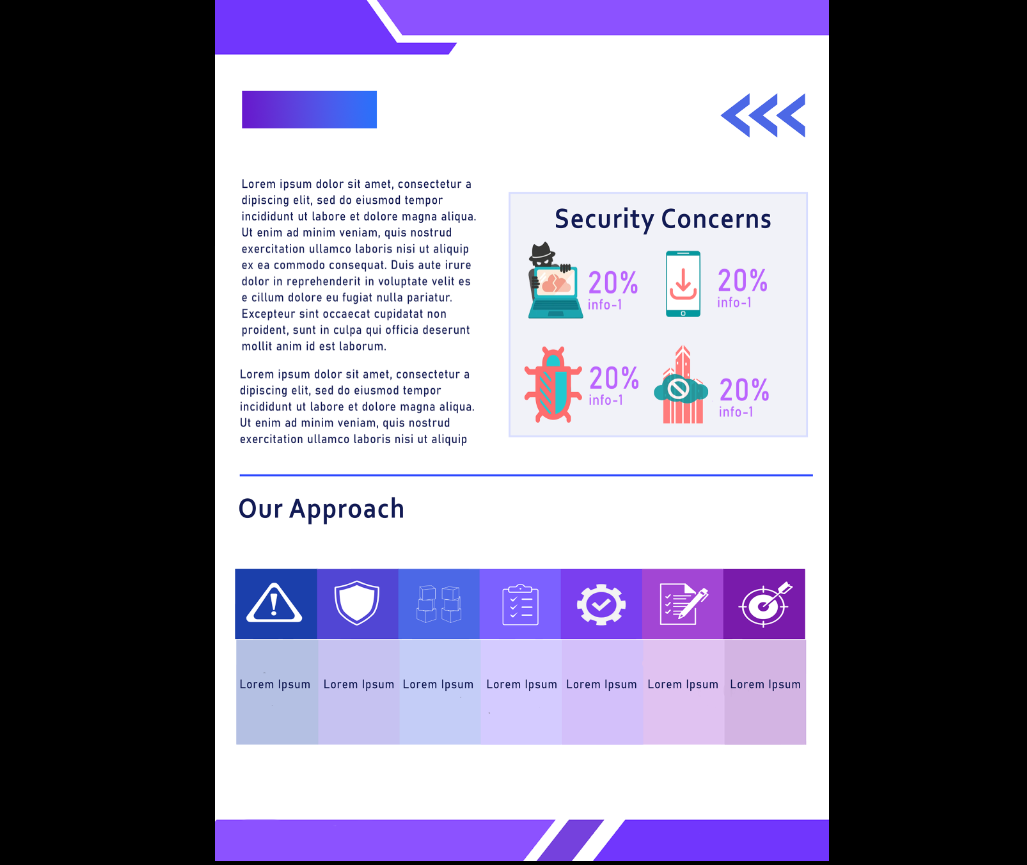 Lorem ipsum dolor sit amet, consectetur a
dipiscing elit, sed do eiusmod tempor
incididunt ut labore et dolore magna aliqua.
Ut enim ad minim veniam, quis nostrud
exercitation ullamco laboris nisi ut aliquip
ex ea commodo consequat. Duis aute irure
dolor in reprehenderit in voluptate velit es
e cillum dolore eu fugiat nulla pariatur.
Excepteur sint occaecat cupidatat non
proident, sunt in culpa qui officia deserunt
mollit anim id est laborum.
Lorem ipsum dolor sit amet, consectetur a
dipiscing elit, sed do eiusmod tempor
incididunt ut labore et dolore magna aliqua.
Ut enim ad minim veniam, quis nostrud
exercitation ullamco laboris nisi ut aliquip
Security Concerns
20%
info-1
20%
info-1
20%
info-1
20%
info-1
Our Approach
Lorem Ipsum
Lorem Ipsum
Lorem Ipsum
Lorem Ipsum
Lorem Ipsum
Lorem Ipsum
Lorem Ipsum